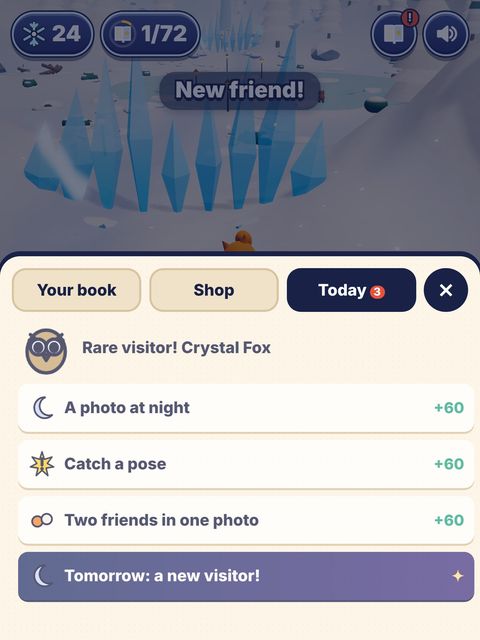 24
1/72
!
New friend!
Your book
Shop
Today 3
Rare visitor! Crystal Fox
A photo at night +60
Catch a pose +60
Two friends in one photo +60
Tomorrow: a new visitor!